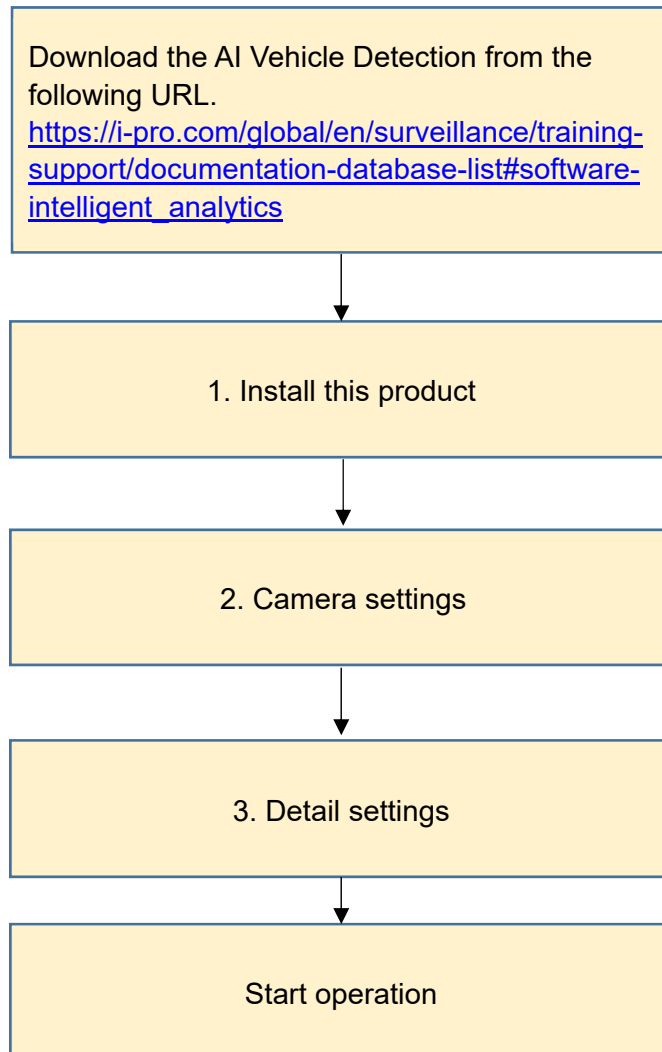 Download the AI Vehicle Detection from the
following URL.
https://i-pro.com/global/en/surveillance/training-
support/documentation-database-list#software-
intelligent_analytics
1. Install this product
2. Camera settings
3. Detail settings
Start operation